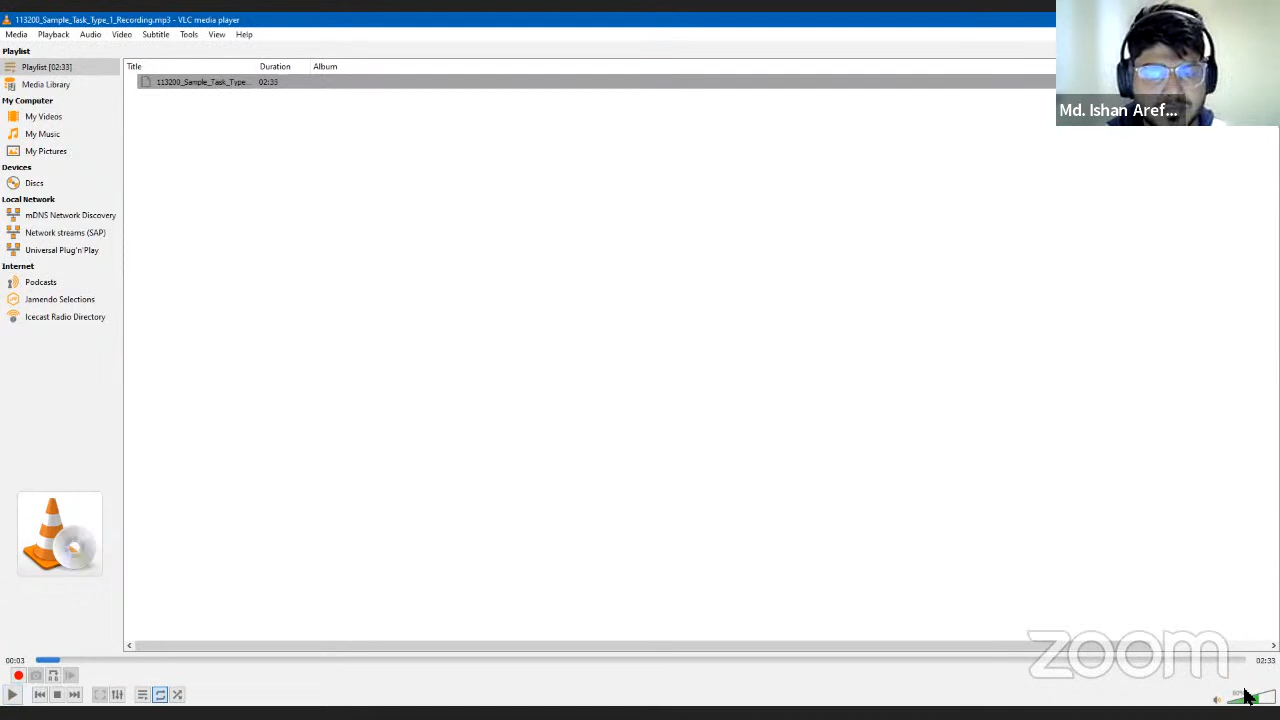 113200_Sample_Task_Type_1_Recording.mp3 - VLC media player
Media Playback Audio Video Subtitle Tools View Help
Playlist
Playlist [02:33]
Media Library
My Computer
My Videos
My Music
My Pictures
Devices
Discs
Local Network
mDNS Network Discovery
Network streams (SAP)
Universal Plug'n'Play
Internet
Podcasts
Jamendo Selections
Icecast Radio Directory
Title Duration Album
113200_Sample_Task_Type... 02:33
Md. Ishan Aref...
zoom
00:03 02:33